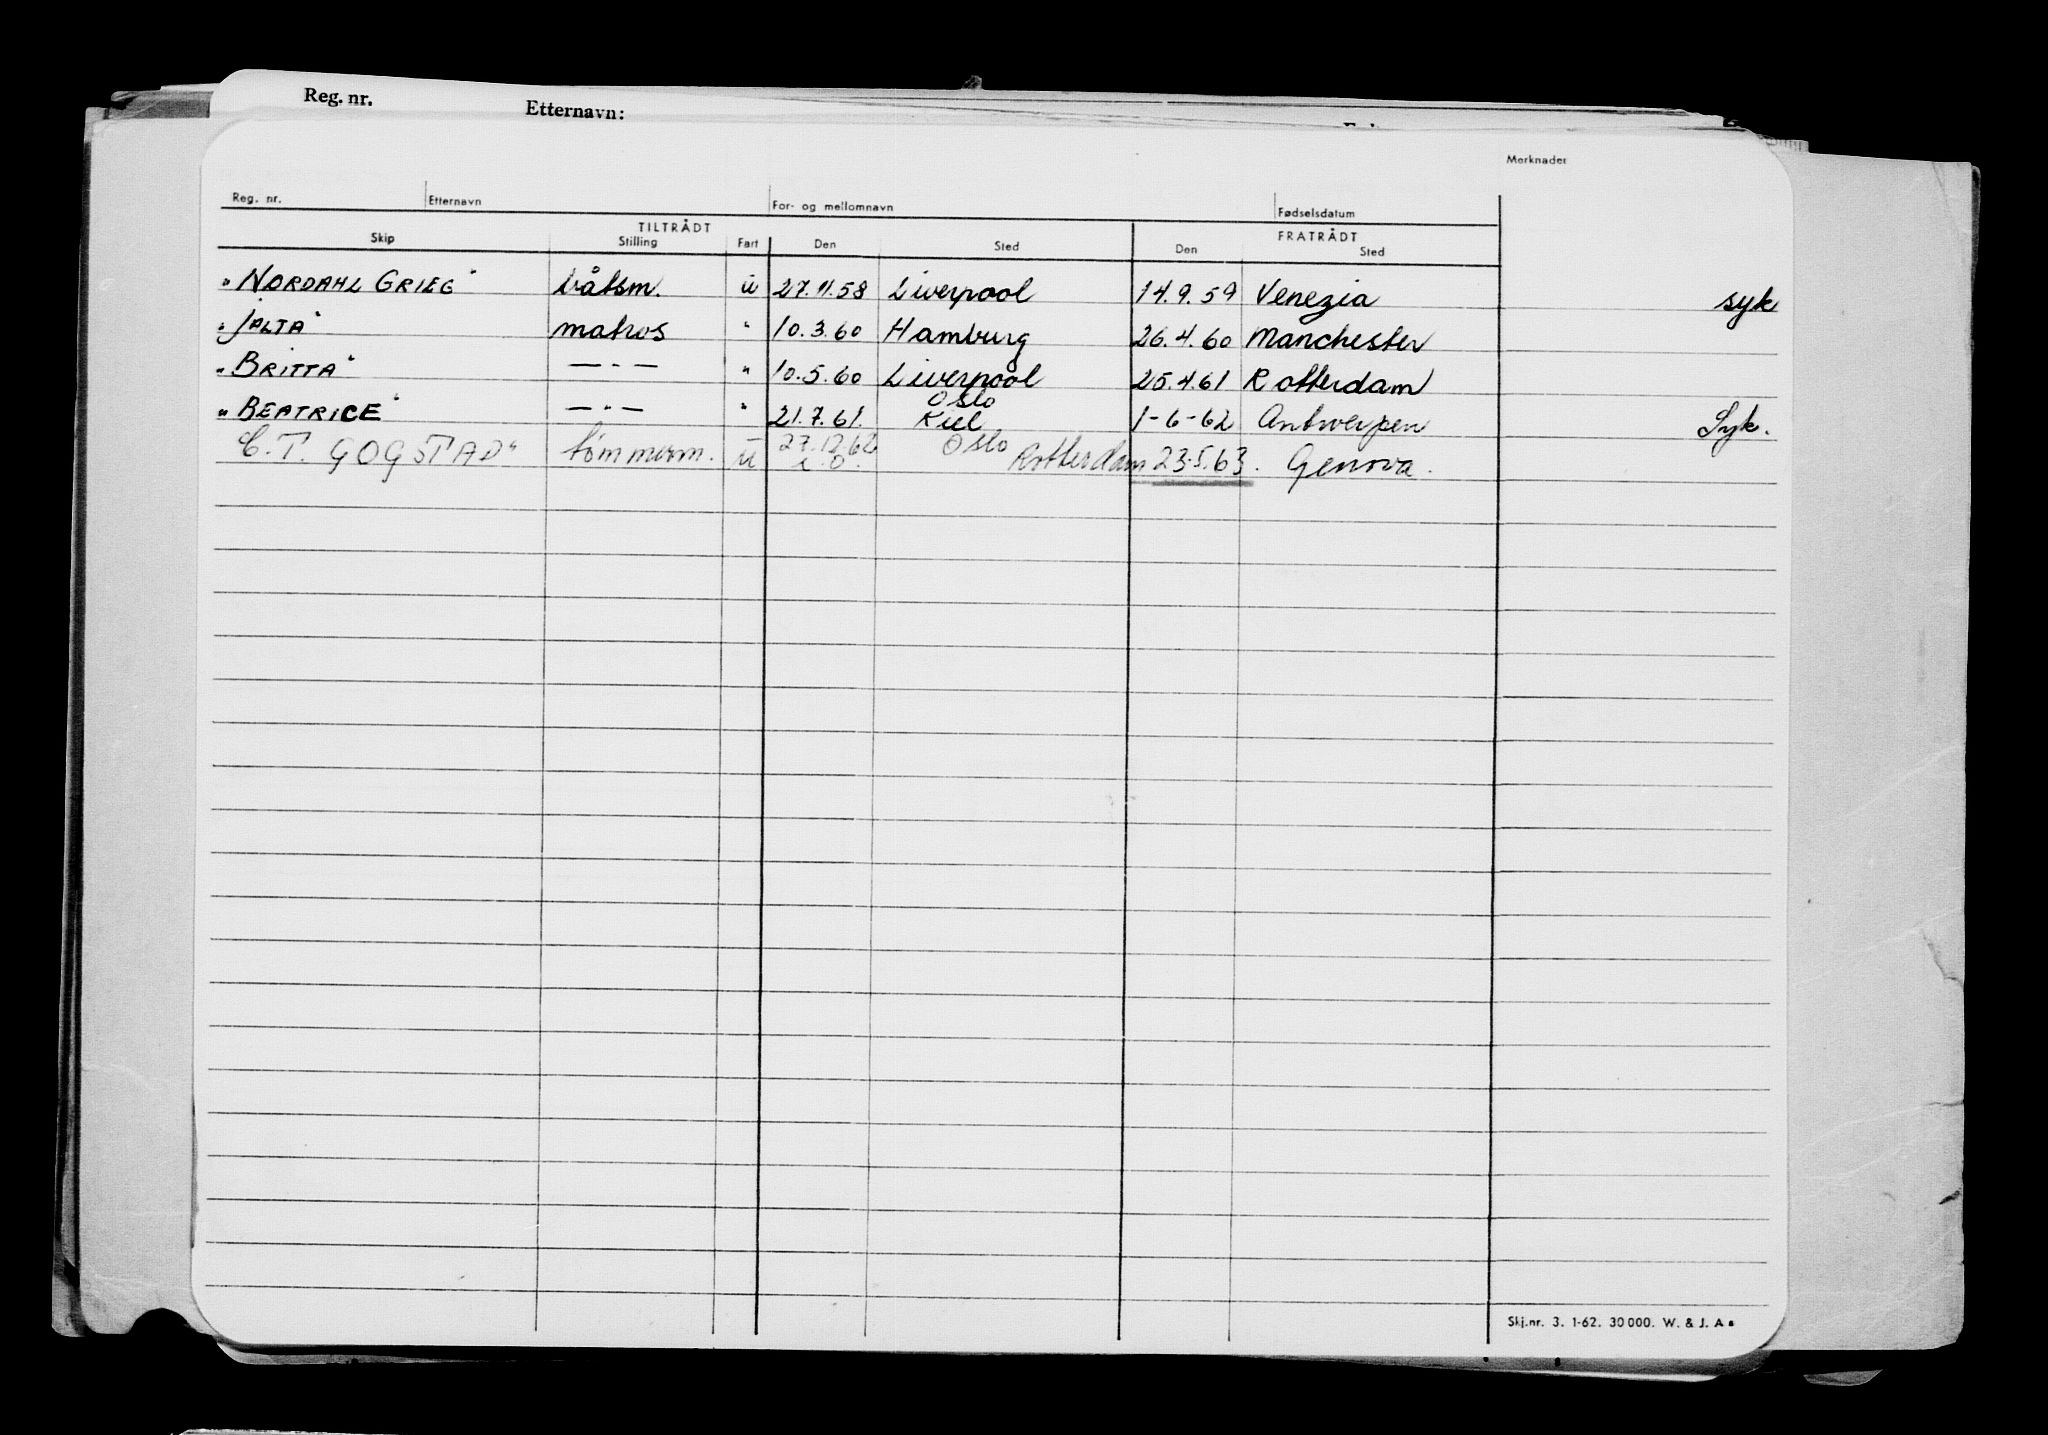 Reg. nr. Etternavn:
Merknader
Reg. nr. Etternavn For- og mellomnavn Fødselsdatum
TILTRÅDT FRATRÅDT
Skip Stilling Fart Den Sted Den Sted
"NORDAHL GRIEG" båtsm. u 27.11.58 Liverpool 14.9.59 Venezia syk
"JALTA" matros " 10.3.60 Hamburg 26.4.60 Manchester
"BRITTA" —"— " 10.5.60 Liverpool 25.4.61 Rotterdam
Oslo
"BEATRICE" —"— " 21.7.61. Kiel 1-6-62 Antwerpen Syk.
27.12.62 Oslo
C.T. GOGSTAD" tømmerm. u Rotterdam 23.5.63. Genova.
Skj.nr. 3. 1-62. 30 000. W. & J. A s